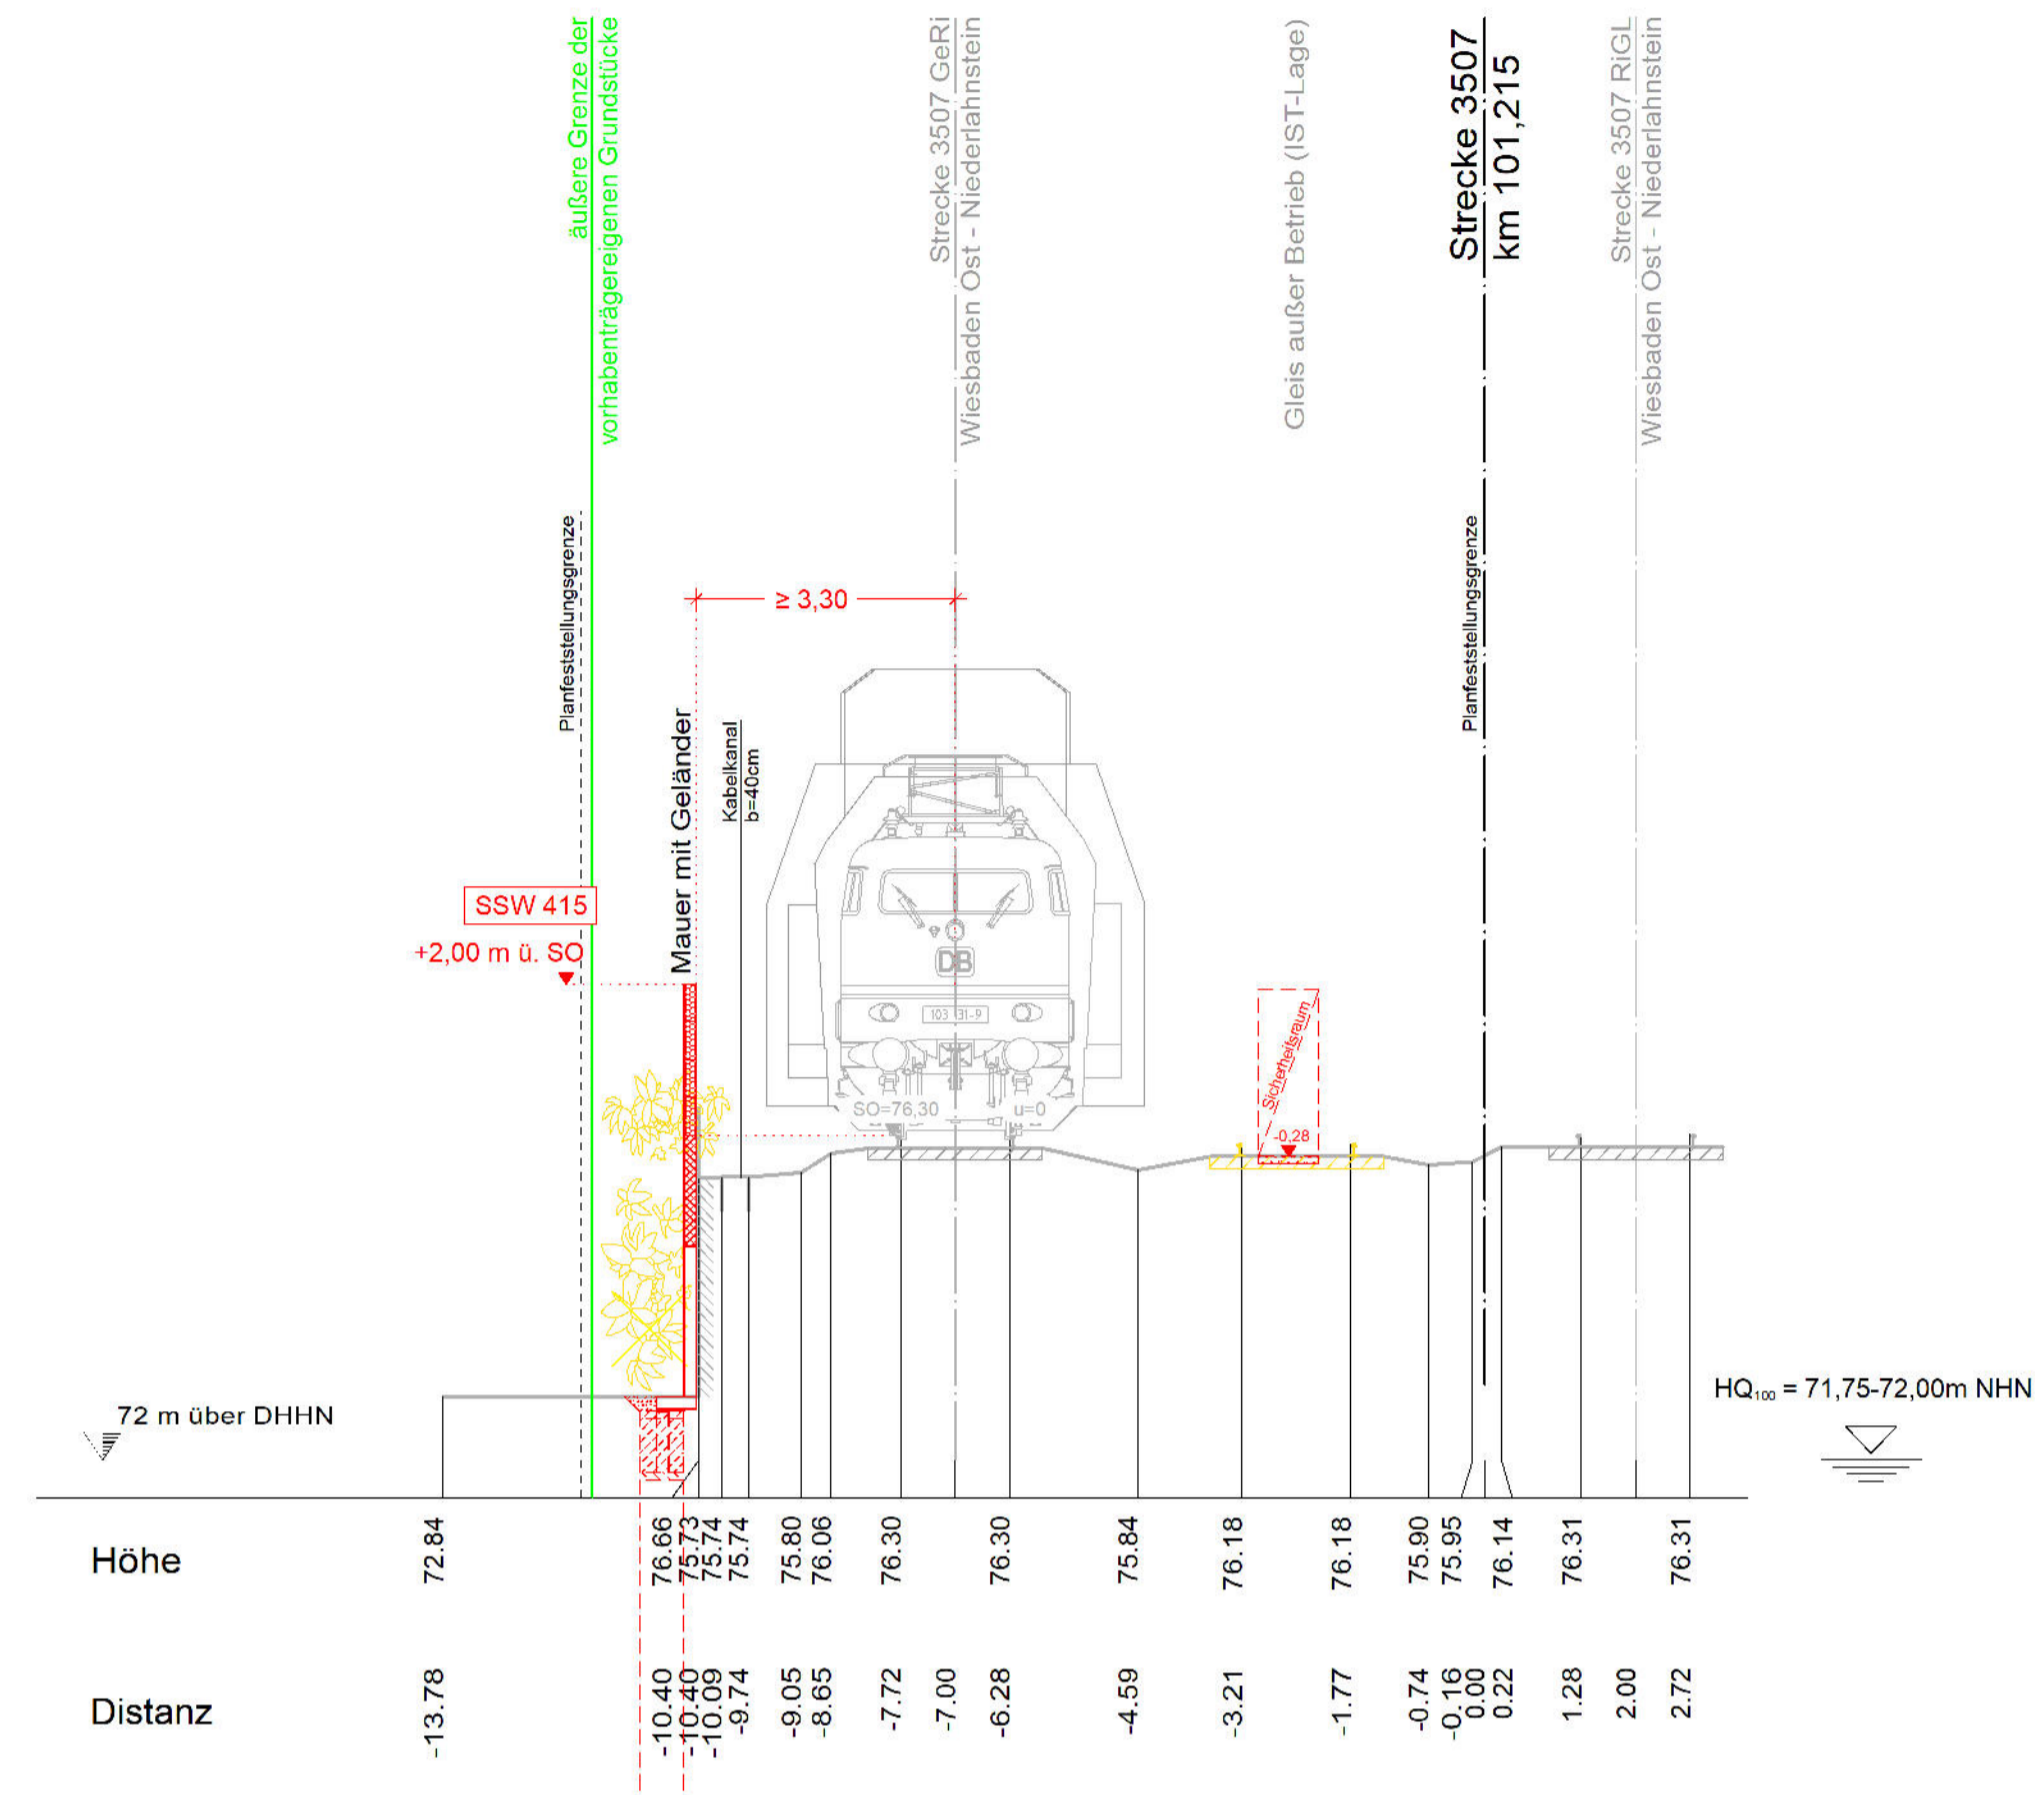 äußere Grenze der
vorhabenträgereigenen Grundstücke
Strecke 3507 GeRi
Wiesbaden Ost - Niederlahnstein
Gleis außer Betrieb (IST-Lage)
Strecke 3507
km 101,215
Strecke 3507 RiGL
Wiesbaden Ost - Niederlahnstein
Planfeststellungsgrenze
Planfeststellungsgrenze
≥ 3,30
Mauer mit Geländer
Kabelkanal
b=40cm
SSW 415
+2,00 m ü. SO
DB
103 131-9
SO=76,30
u=0
Sicherheitsraum
-0,28
72 m über DHHN
HQ₁₀₀ = 71,75-72,00m NHN
Höhe 72.84 76.66 75.73 75.74 75.74 75.80 76.06 76.30 76.30 75.84 76.18 76.18 75.90 75.95 76.14 76.31 76.31
Distanz -13.78 -10.40 -10.40 -10.09 -9.74 -9.05 -8.65 -7.72 -7.00 -6.28 -4.59 -3.21 -1.77 -0.74 -0.16 0.00 0.22 1.28 2.00 2.72